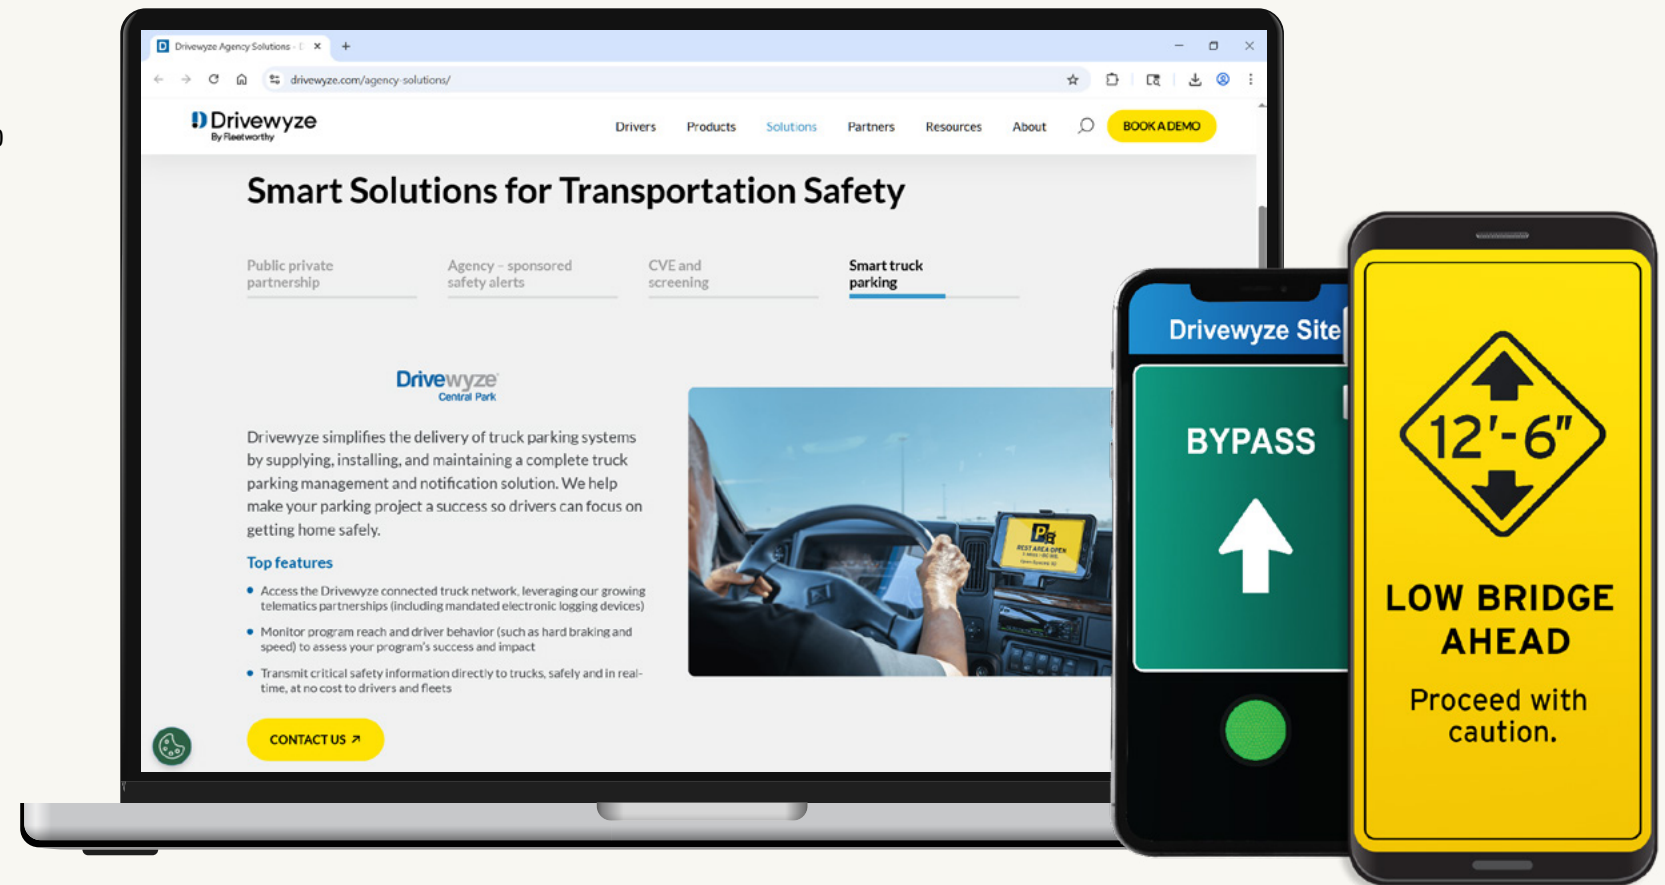 Drivewyze Agency Solutions - D
drivewyze.com/agency-solutions/
Drivewyze
By Fleetworthy
Drivers
Products
Solutions
Partners
Resources
About
BOOK A DEMO
Smart Solutions for Transportation Safety
Public private
partnership
Agency – sponsored
safety alerts
CVE and
screening
Smart truck
parking
Drivewyze
Central Park
Drivewyze simplifies the delivery of truck parking systems
by supplying, installing, and maintaining a complete truck
parking management and notification solution. We help
make your parking project a success so drivers can focus on
getting home safely.
Top features
Access the Drivewyze connected truck network, leveraging our growing
telematics partnerships (including mandated electronic logging devices)
Monitor program reach and driver behavior (such as hard braking and
speed) to assess your program's success and impact
Transmit critical safety information directly to trucks, safely and in real-
time, at no cost to drivers and fleets
CONTACT US
REST AREA OPEN
Drivewyze Site
BYPASS
12'-6"
LOW BRIDGE
AHEAD
Proceed with
caution.